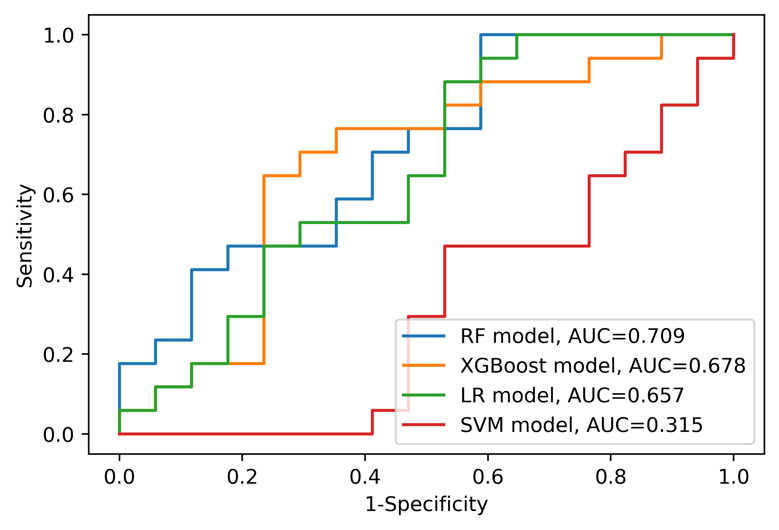 1.0
0.8
0.6
0.4
0.2
0.0
Sensitivity
RF model, AUC=0.709
XGBoost model, AUC=0.678
LR model, AUC=0.657
SVM model, AUC=0.315
0.0 0.2 0.4 0.6 0.8 1.0
1-Specificity